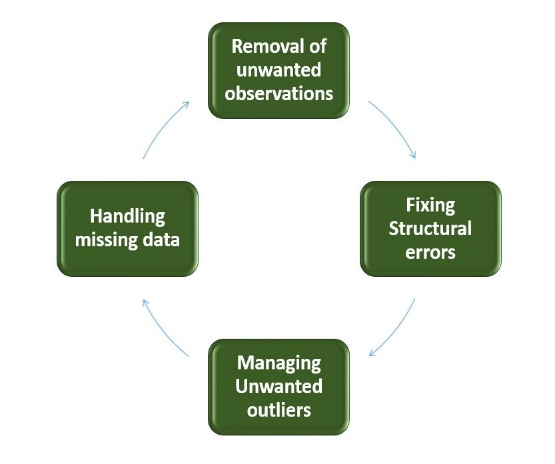 Removal of
unwanted
observations
Fixing
Structural
errors
Managing
Unwanted
outliers
Handling
missing data